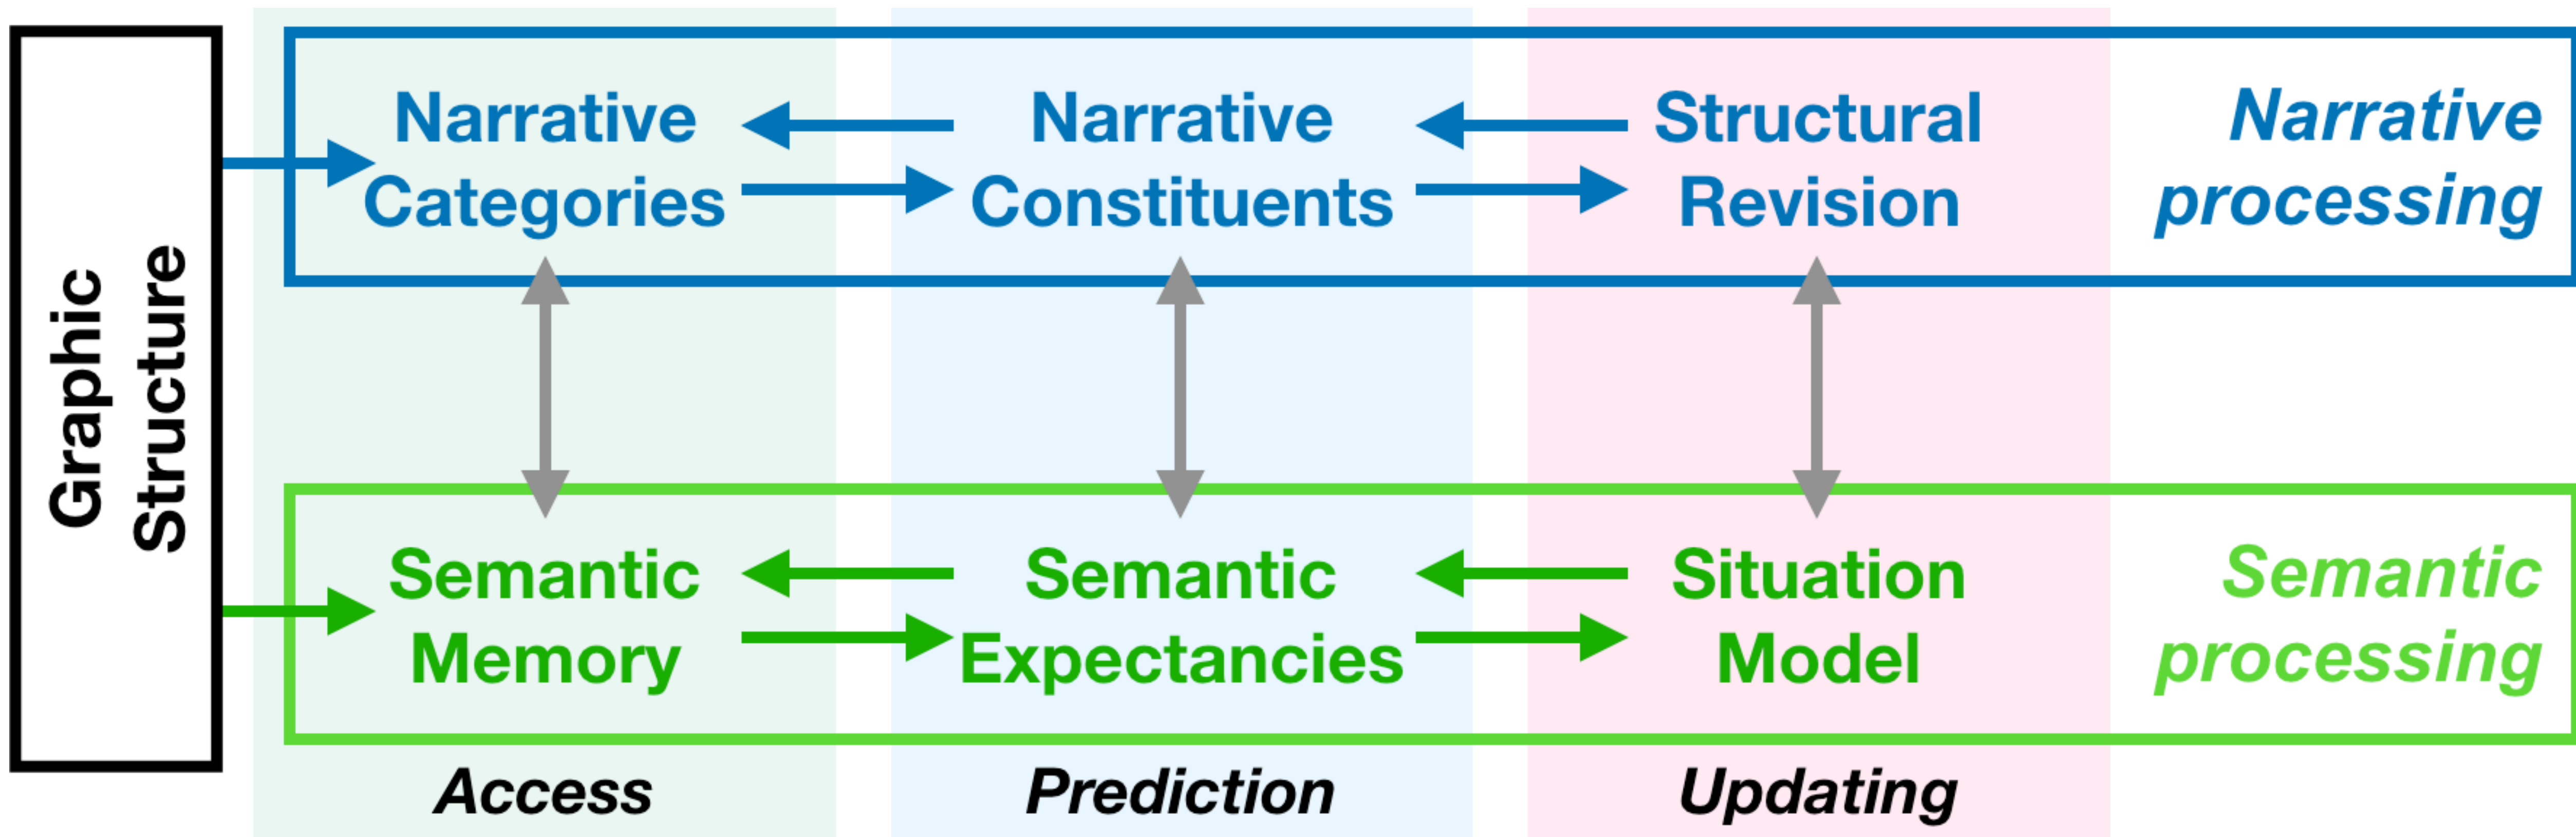 Graphic
Structure
Narrative
Categories
Narrative
Constituents
Structural
Revision
Narrative
processing
Semantic
Memory
Semantic
Expectancies
Situation
Model
Semantic
processing
Access
Prediction
Updating